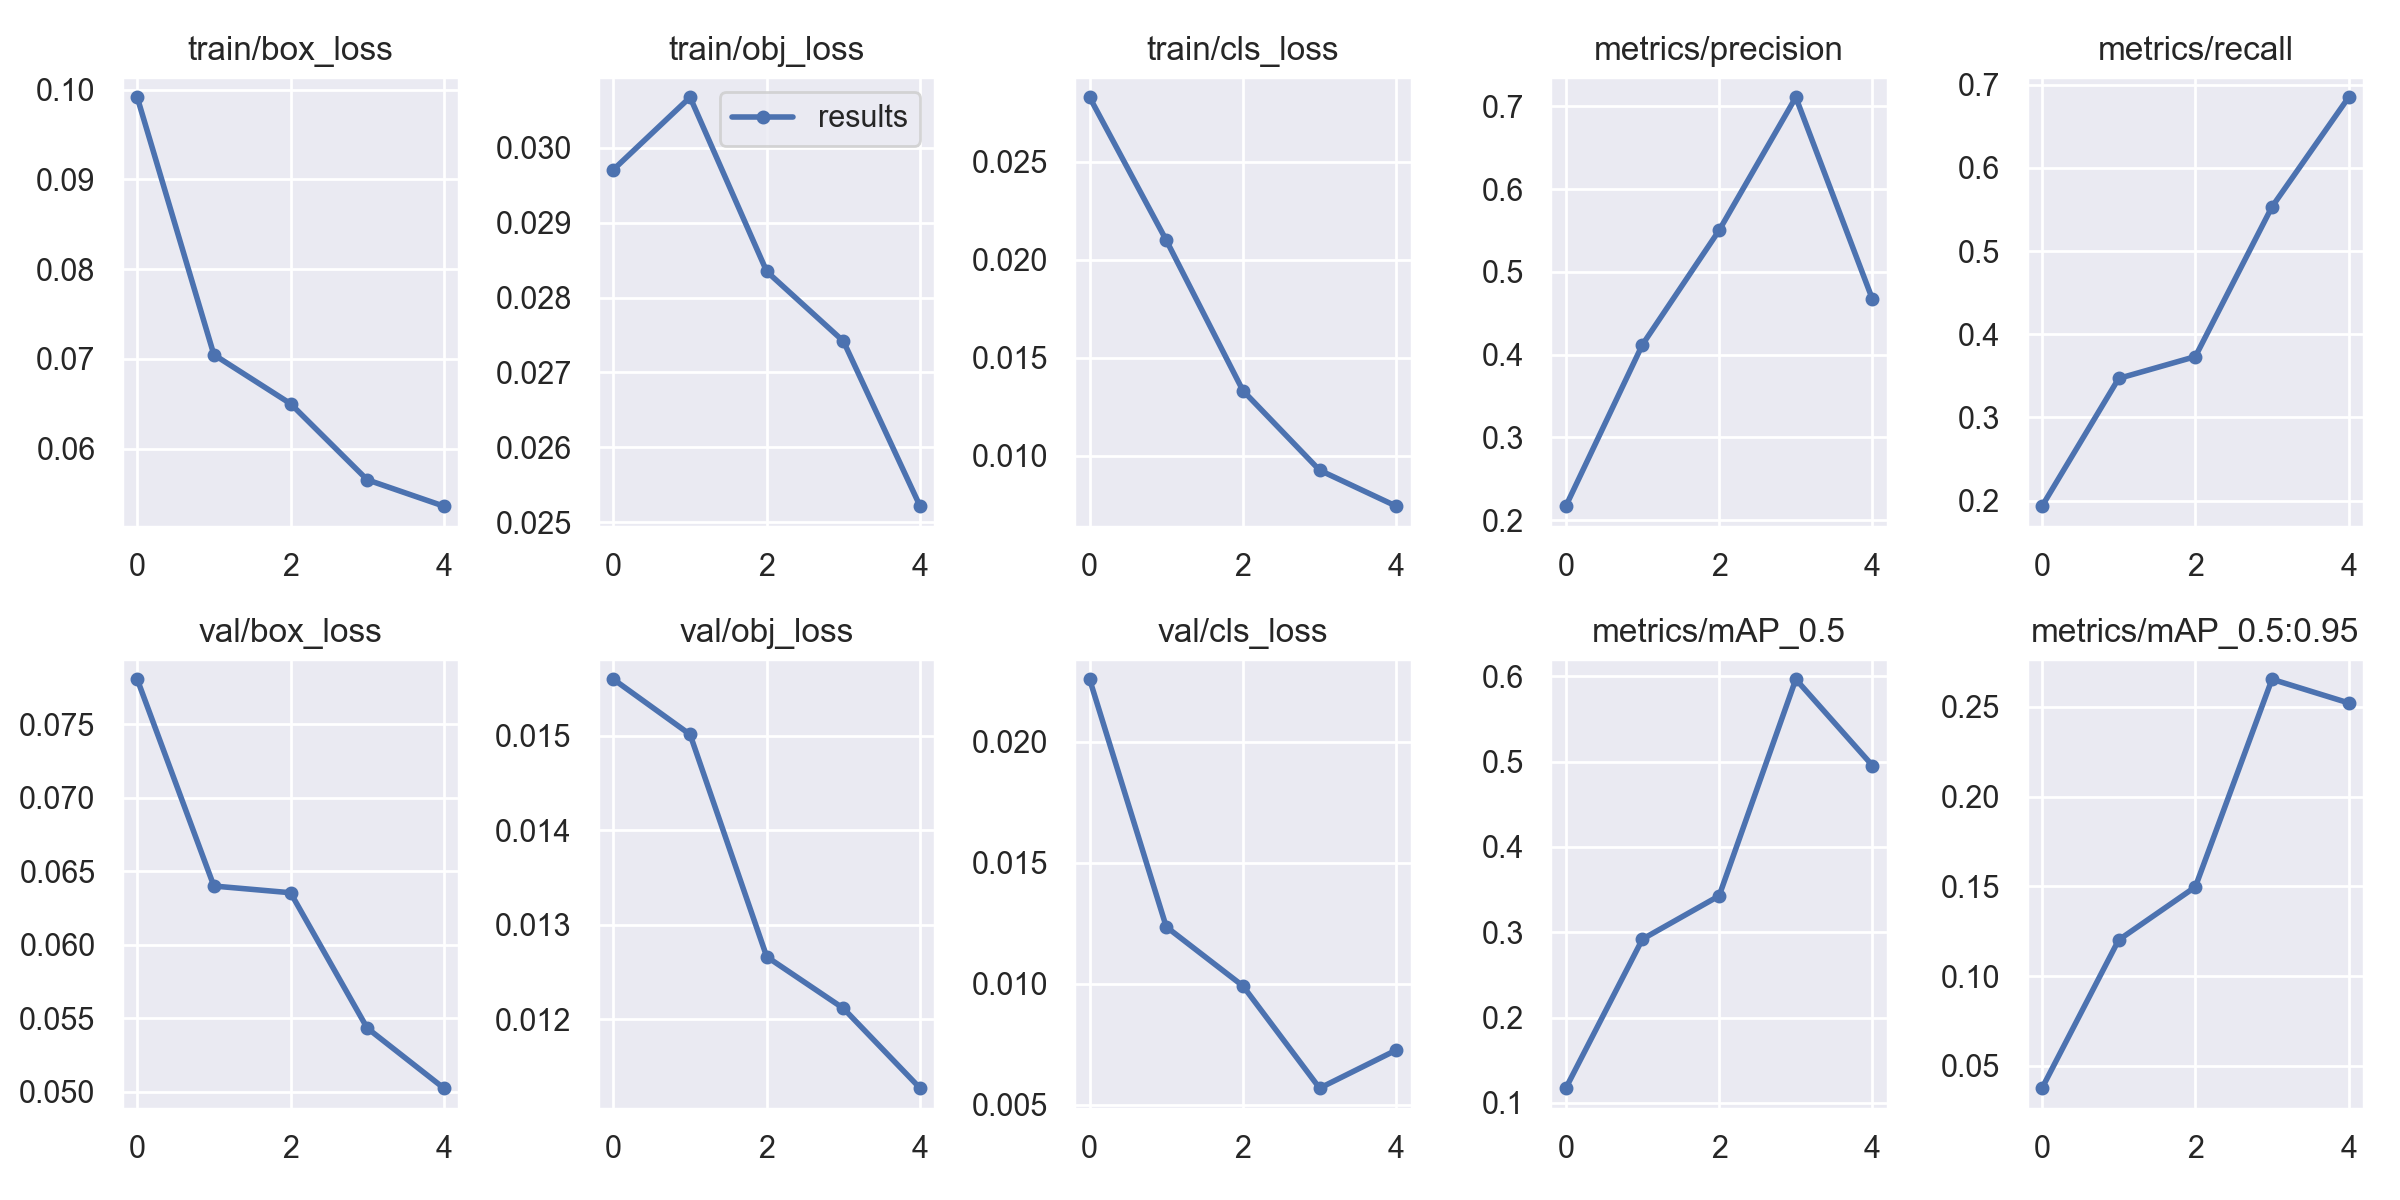 train/box_loss
train/obj_loss
train/cls_loss
metrics/precision
metrics/recall
0.10
0.09
0.08
0.07
0.06
0 2 4
results
0.030
0.029
0.028
0.027
0.026
0.025
0 2 4
0.025
0.020
0.015
0.010
0 2 4
0.7
0.6
0.5
0.4
0.3
0.2
0 2 4
0.7
0.6
0.5
0.4
0.3
0.2
0 2 4
val/box_loss
val/obj_loss
val/cls_loss
metrics/mAP_0.5
metrics/mAP_0.5:0.95
0.075
0.070
0.065
0.060
0.055
0.050
0 2 4
0.015
0.014
0.013
0.012
0 2 4
0.020
0.015
0.010
0.005
0 2 4
0.6
0.5
0.4
0.3
0.2
0.1
0 2 4
0.25
0.20
0.15
0.10
0.05
0 2 4